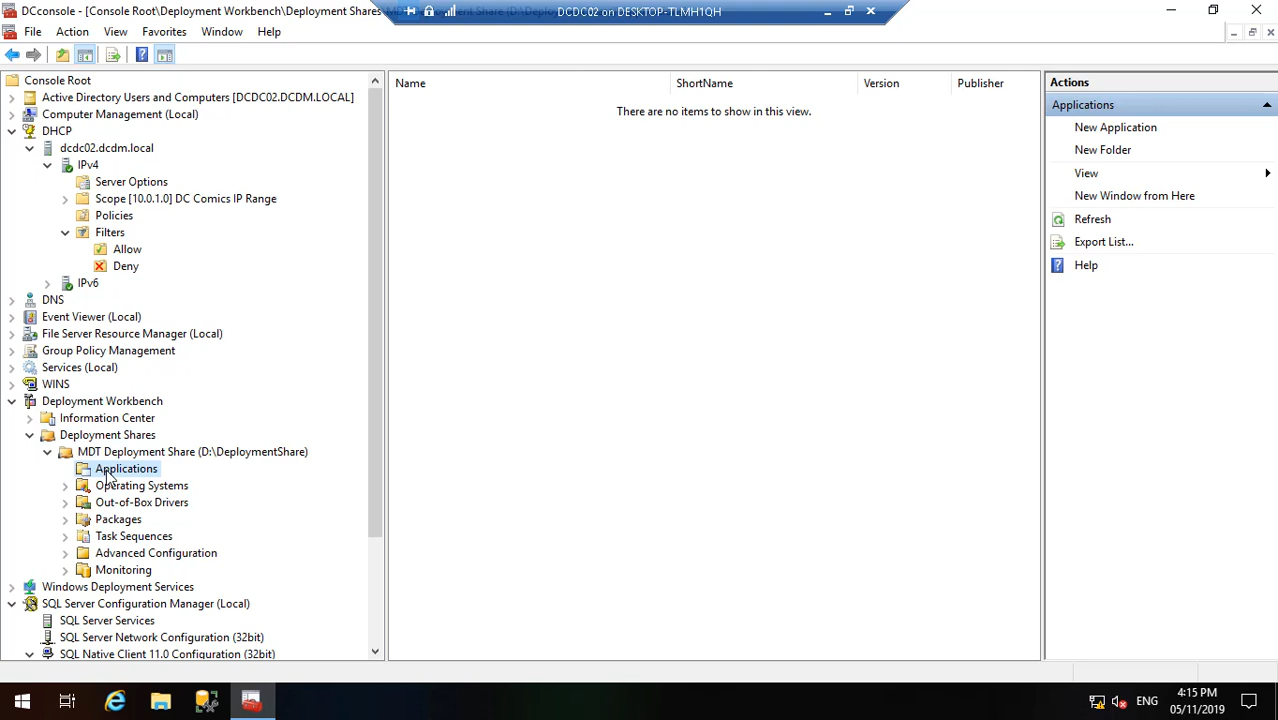 DCconsole - [Console Root\Deployment Workbench\Deployment Shares
DCDC02 on DESKTOP-TLMH1QH
File Action View Favorites Window Help
Console Root
Active Directory Users and Computers [DCDC02.DCDM.LOCAL]
Computer Management (Local)
DHCP
dcdc02.dcdm.local
IPv4
Server Options
Scope [10.0.1.0] DC Comics IP Range
Policies
Filters
Allow
Deny
IPv6
DNS
Event Viewer (Local)
File Server Resource Manager (Local)
Group Policy Management
Services (Local)
WINS
Deployment Workbench
Information Center
Deployment Shares
MDT Deployment Share (D:\DeploymentShare)
Applications
Operating Systems
Out-of-Box Drivers
Packages
Task Sequences
Advanced Configuration
Monitoring
Windows Deployment Services
SQL Server Configuration Manager (Local)
SQL Server Services
SQL Server Network Configuration (32bit)
SQL Native Client 11.0 Configuration (32bit)
Name ShortName Version Publisher
There are no items to show in this view.
Actions
Applications
New Application
New Folder
View
New Window from Here
Refresh
Export List...
Help
ENG
4:15 PM
05/11/2019